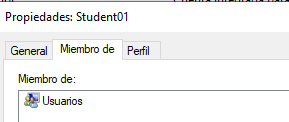 Propiedades: Student01
General Miembro de Perfil
Miembro de:
Usuarios